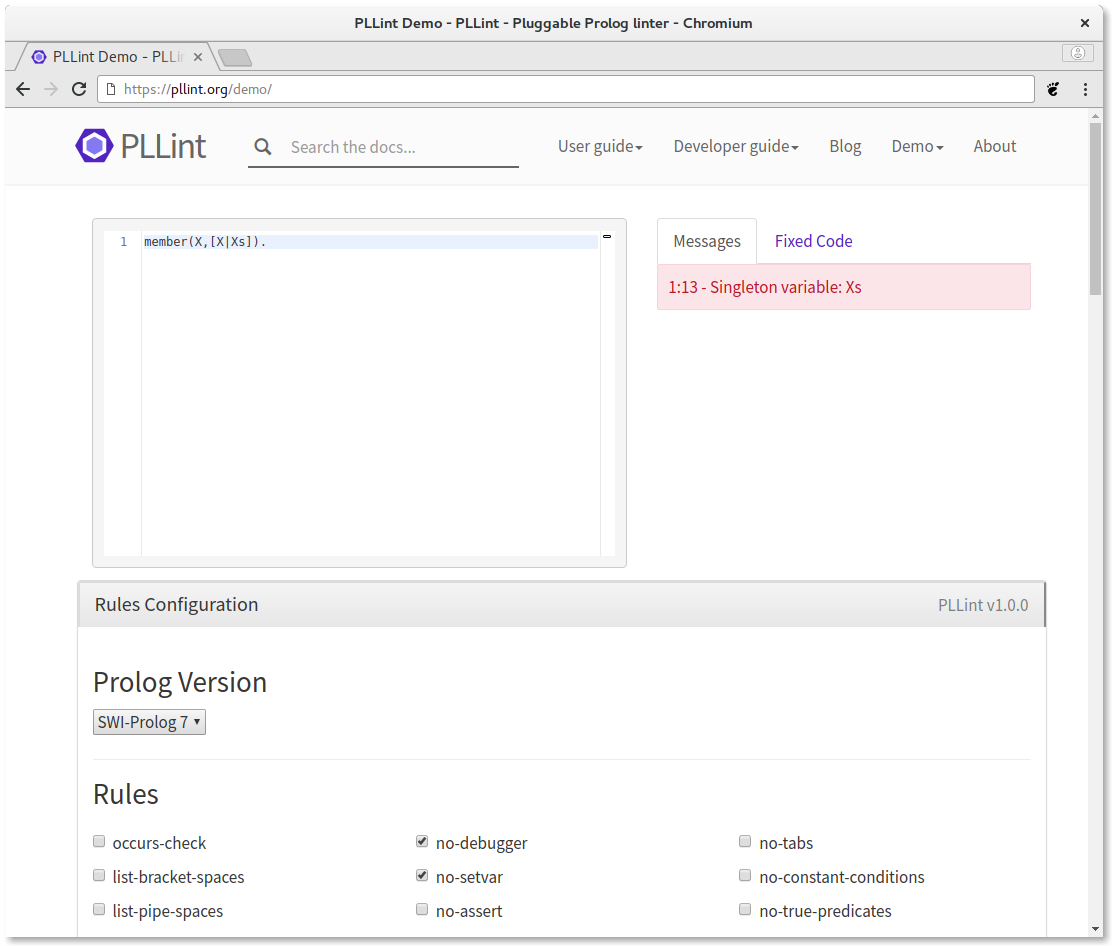 PLLint Demo - PLLint - Pluggable Prolog linter - Chromium
PLLint Demo - PLLi
https://pllint.org/demo/
PLLint
Search the docs...
User guide
Developer guide
Blog
Demo
About
1 member(X,[X|Xs]).
Messages
Fixed Code
1:13 - Singleton variable: Xs
Rules Configuration
PLLint v1.0.0
Prolog Version
SWI-Prolog 7
Rules
occurs-check
no-debugger
no-tabs
list-bracket-spaces
no-setvar
no-constant-conditions
list-pipe-spaces
no-assert
no-true-predicates